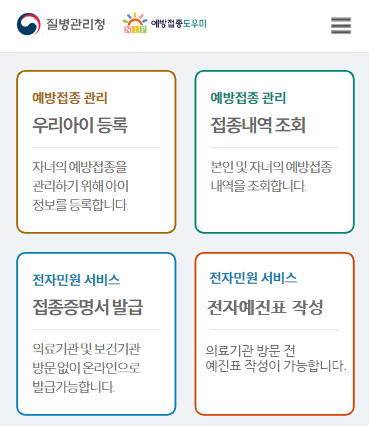 질병관리청 NIP 예방접종도우미
예방접종 관리
우리아이 등록
자녀의 예방접종을
관리하기 위해 아이
정보를 등록합니다.
예방접종 관리
접종내역 조회
본인 및 자녀의 예방접종
내역을 조회합니다.
전자민원 서비스
접종증명서 발급
의료기관 및 보건기관
방문 없이 온라인으로
발급가능합니다.
전자민원 서비스
전자예진표 작성
의료기관 방문 전
예진표 작성이 가능합니다.